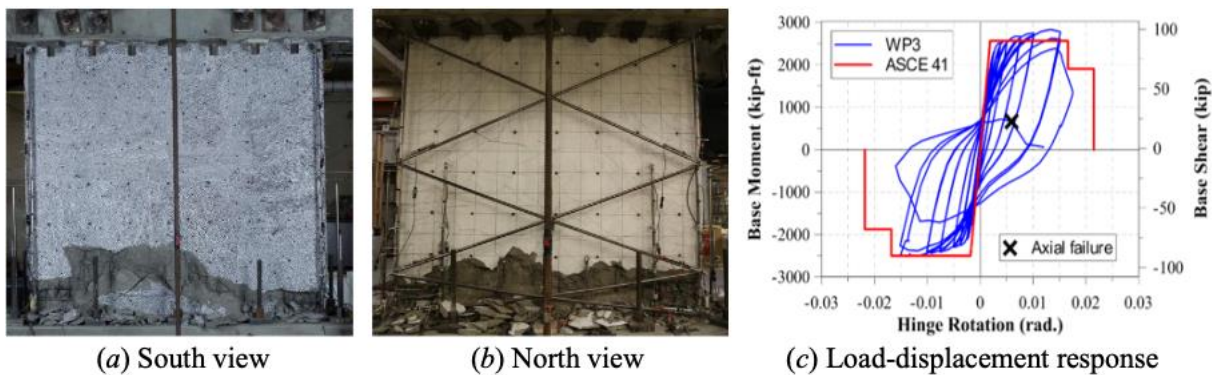 3000
2000
1000
0
-1000
-2000
-3000
Base Moment (kip-ft)
WP3
ASCE 41
Axial failure
100
50
0
-50
-100
Base Shear (kip)
-0.03 -0.02 -0.01 0 0.01 0.02 0.03
Hinge Rotation (rad.)
(a) South view
(b) North view
(c) Load-displacement response